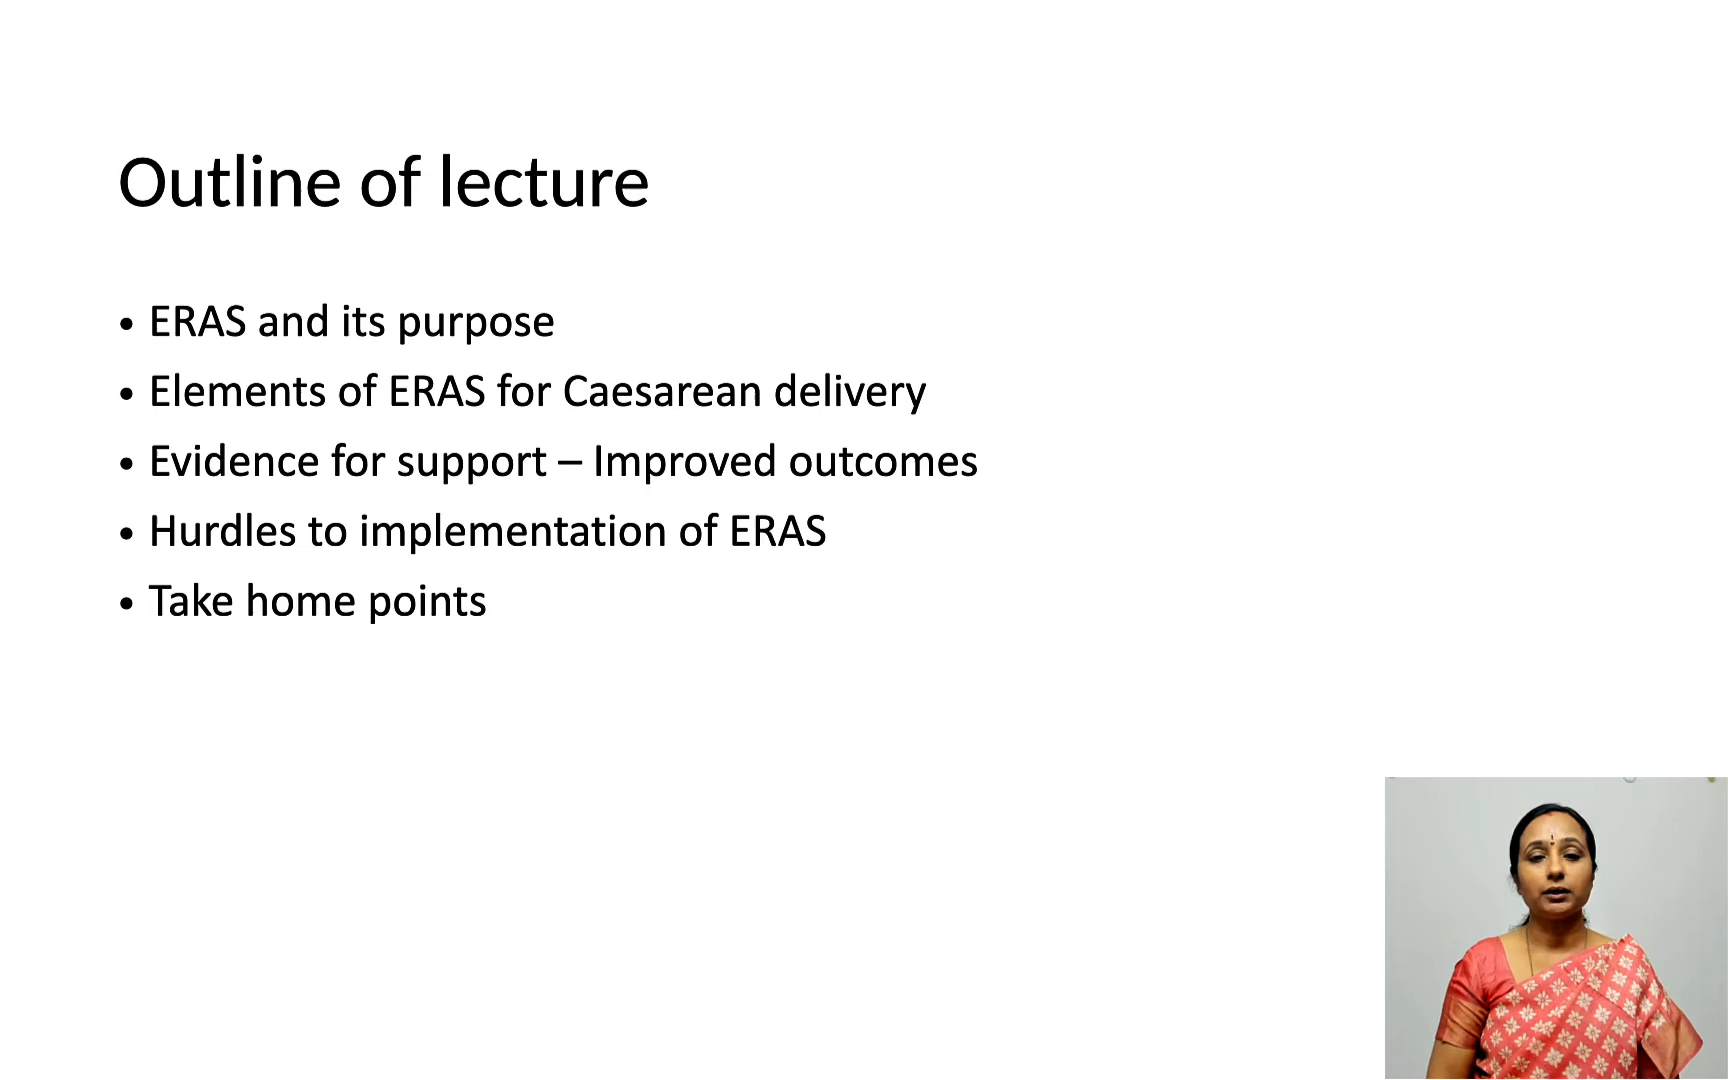 Outline of lecture
• ERAS and its purpose
• Elements of ERAS for Caesarean delivery
• Evidence for support – Improved outcomes
• Hurdles to implementation of ERAS
• Take home points